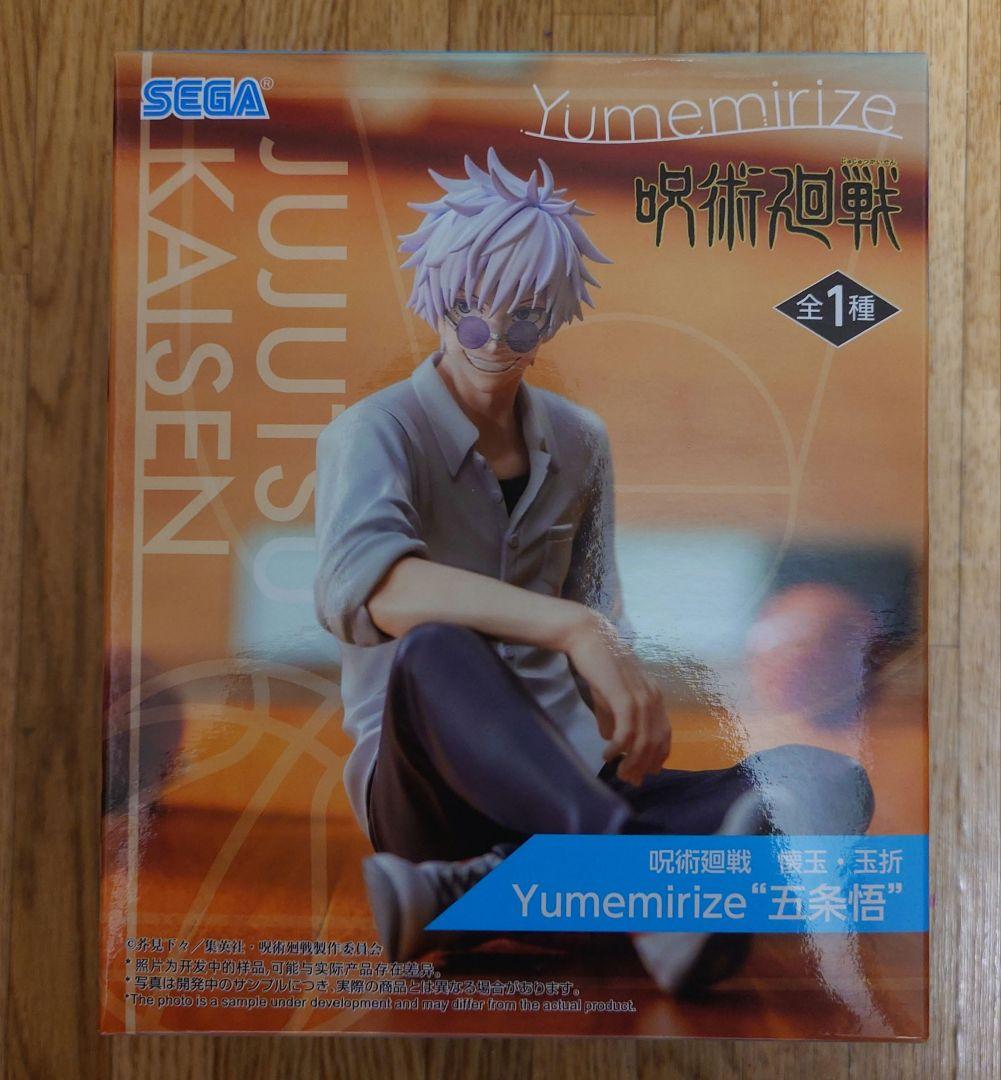 SEGA®
Yumemirize
じゅじゅつかいせん
呪術廻戦
全1種
JUJUTSU
KAISEN
呪術廻戦 懐玉・玉折
Yumemirize“五条悟”
©芥見下々／集英社・呪術廻戦製作委員会
*照片为开发中的样品,可能与实际产品存在差异。
*写真は開発中のサンプルにつき、実際の商品とは異なる場合があります。
*The photo is a sample under development and may differ from the actual product.